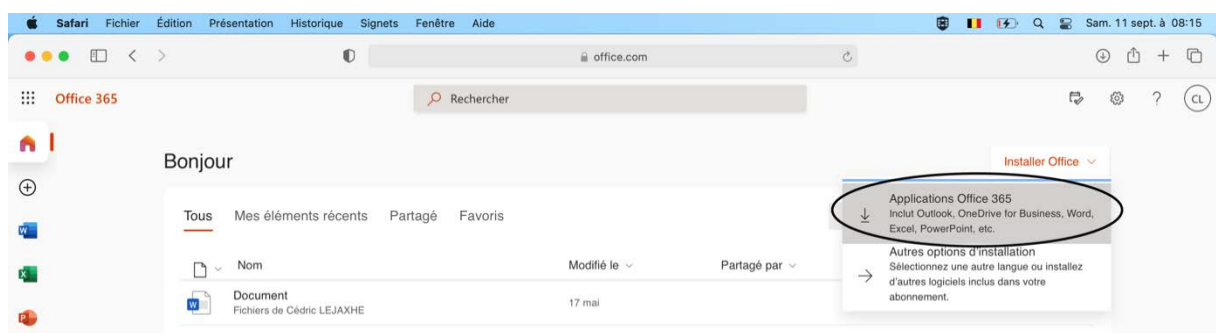 Safari Fichier Édition Présentation Historique Signets Fenêtre Aide Sam. 11 sept. à 08:15
office.com
Office 365 Rechercher ? CL
Bonjour
Installer Office
Tous Mes éléments récents Partagé Favoris
Applications Office 365
Inclut Outlook, OneDrive for Business, Word,
Excel, PowerPoint, etc.
Autres options d'installation
Sélectionnez une autre langue ou installez
d'autres logiciels inclus dans votre
abonnement.
Nom Modifié le Partagé par
Document
Fichiers de Cédric LEJAXHE
17 mai